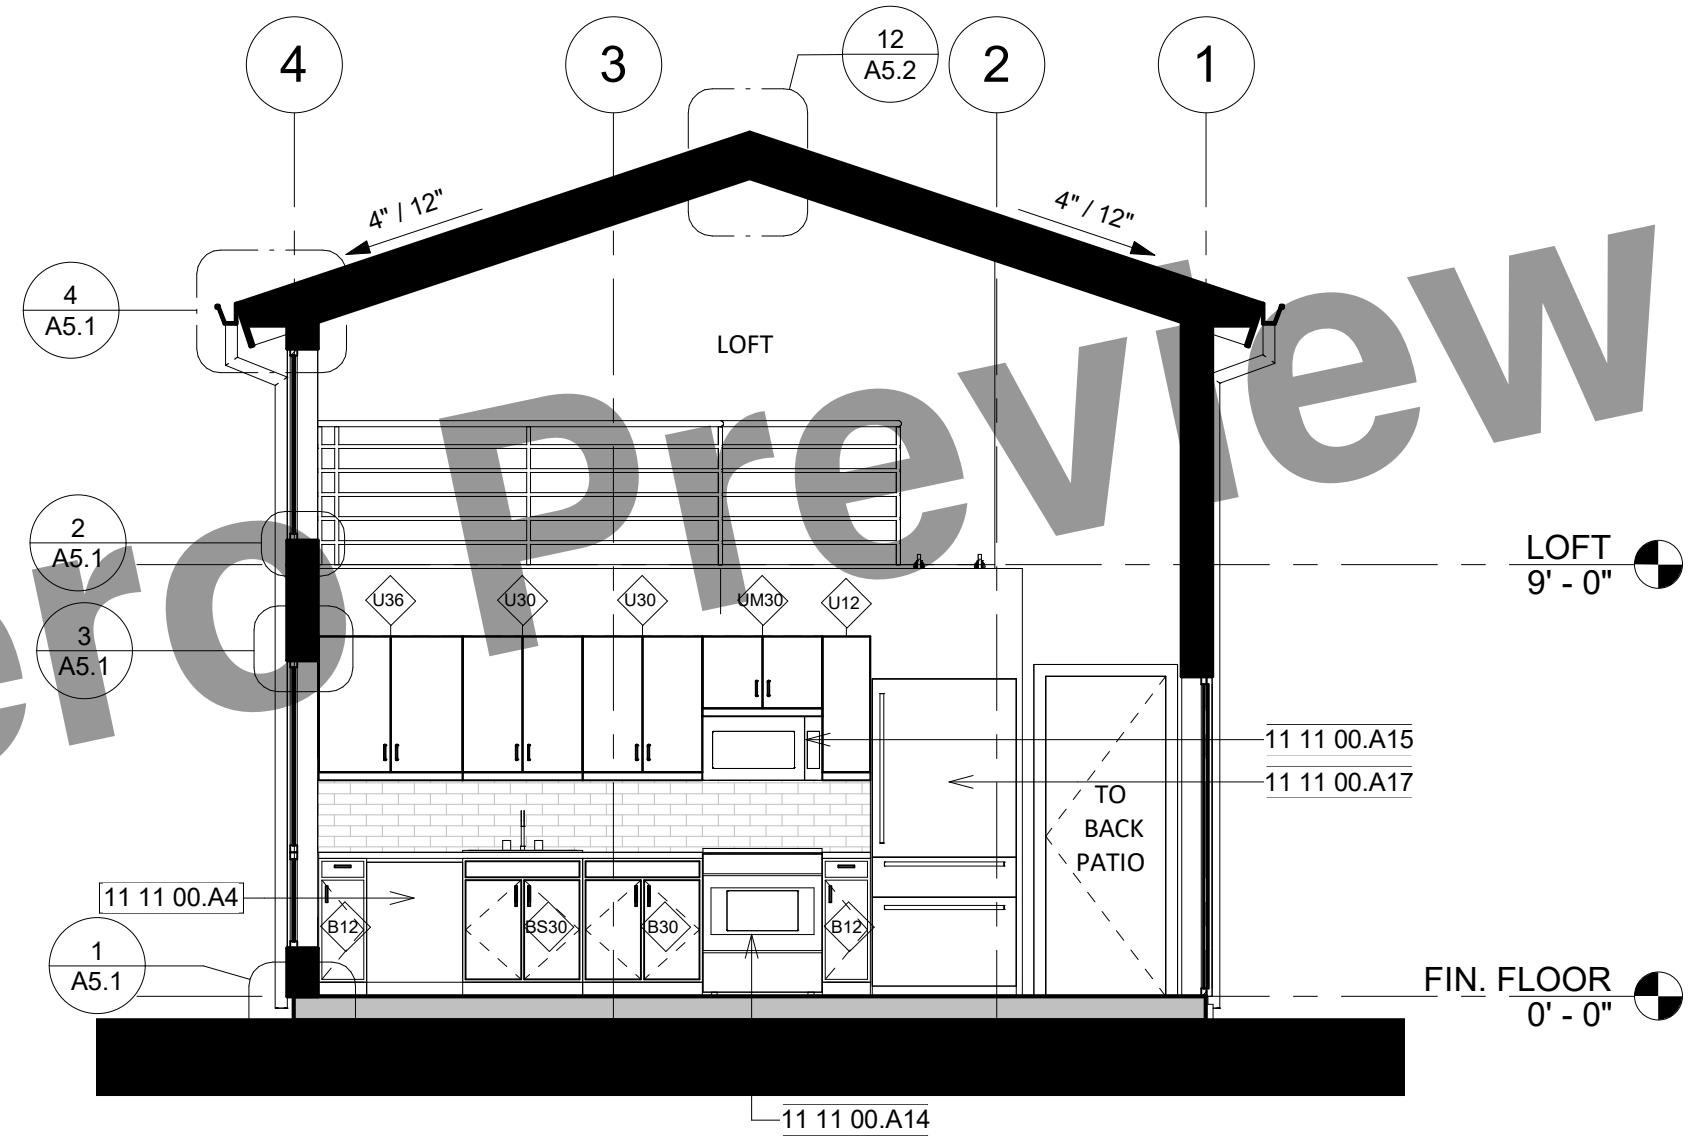 4
3
12
A5.2
2
1
4" / 12"
4" / 12"
4
A5.1
LOFT
2
A5.1
LOFT
9' - 0"
U36
U30
U30
UM30
U12
3
A5.1
11 11 00.A15
11 11 00.A17
TO
BACK
PATIO
11 11 00.A4
B12
BS30
B30
B12
1
A5.1
FIN. FLOOR
0' - 0"
11 11 00.A14
ero Preview